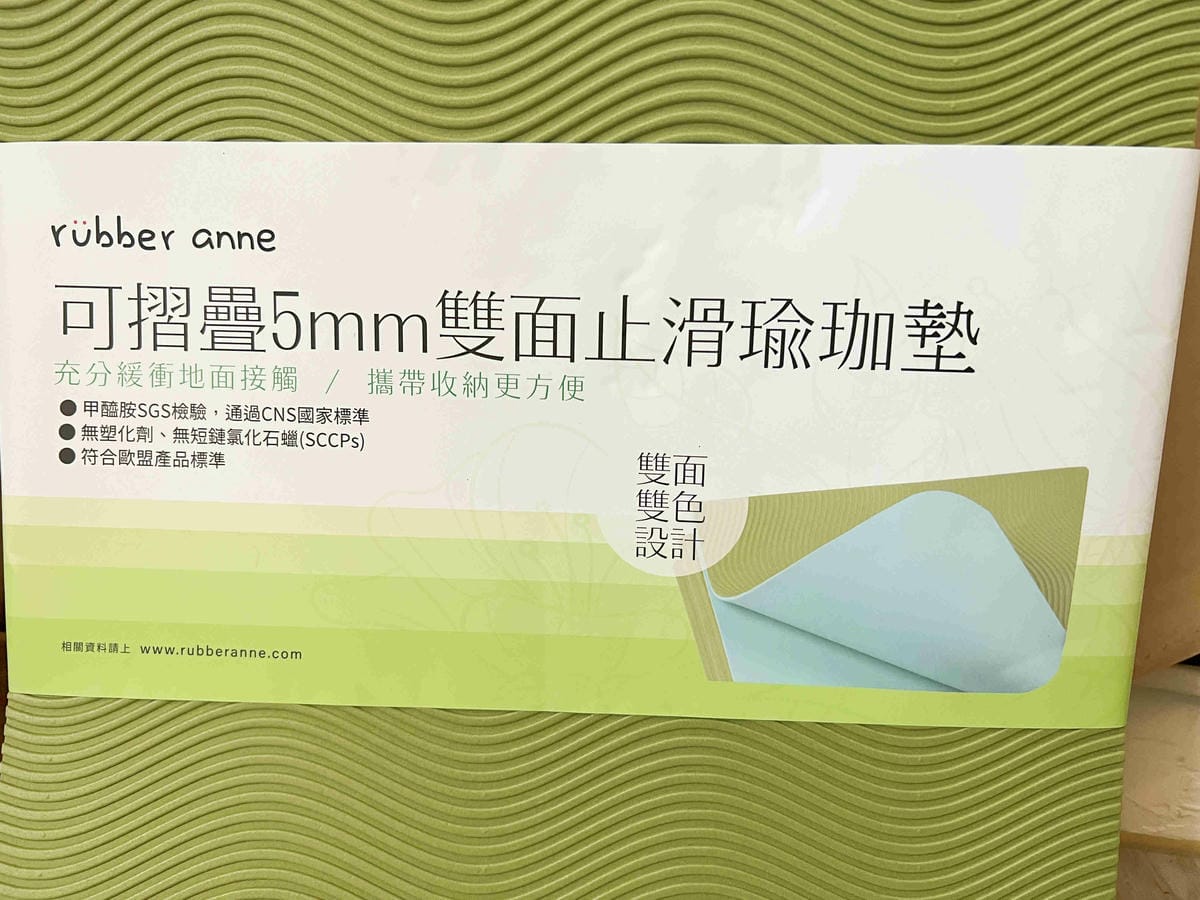 rübber anne
可摺疊5mm雙面止滑瑜珈墊
充分緩衝地面接觸 / 攜帶收納更方便
● 甲醯胺SGS檢驗，通過CNS國家標準
● 無塑化劑、無短鏈氯化石蠟(SCCPs)
● 符合歐盟產品標準
雙面
雙色
設計
相關資料請上 www.rubberanne.com